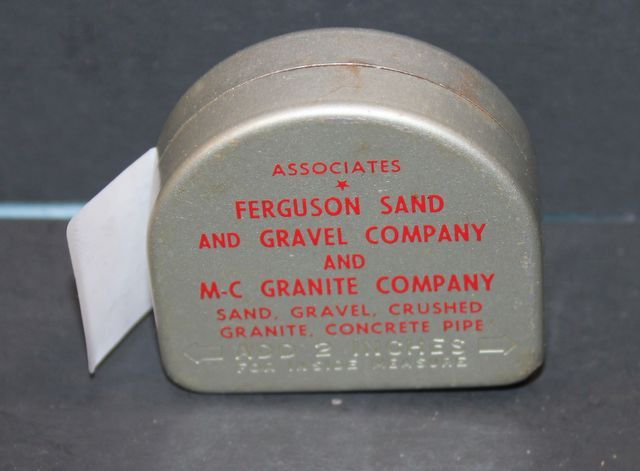 ASSOCIATES
FERGUSON SAND
AND GRAVEL COMPANY
AND
M-C GRANITE COMPANY
SAND, GRAVEL, CRUSHED
GRANITE, CONCRETE PIPE
ADD 2 INCHES
FOR INSIDE MEASURE